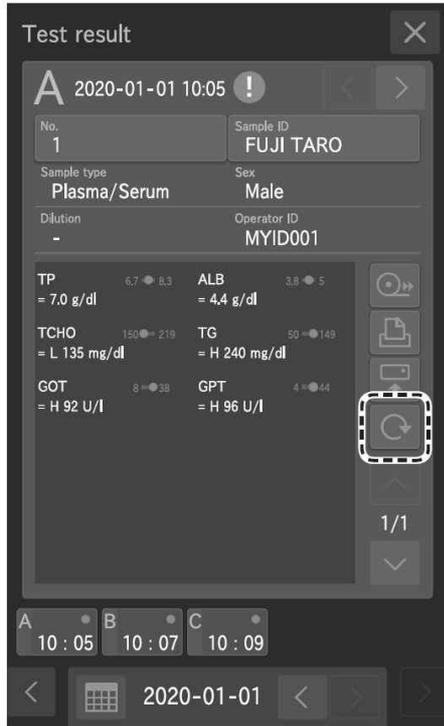 Test result
A 2020-01-01 10:05 !
No.
1
Sample ID
FUJI TARO
Sample type
Plasma/Serum
Sex
Male
Dilution
-
Operator ID
MYID001
TP 6.7 8.3
= 7.0 g/dl
ALB 3.8 5
= 4.4 g/dl
TCHO 150 219
= L 135 mg/dl
TG 50 149
= H 240 mg/dl
GOT 8 38
= H 92 U/l
GPT 4 44
= H 96 U/l
1/1
A
10 : 05
B
10 : 07
C
10 : 09
2020-01-01